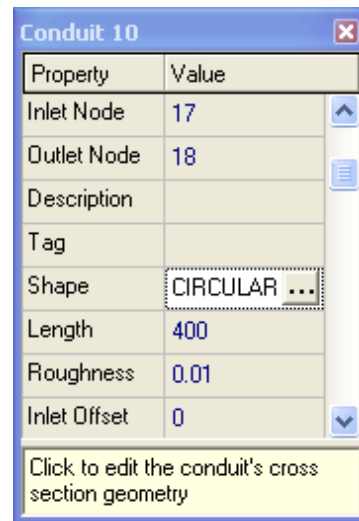 Conduit 10
Property Value
Inlet Node 17
Outlet Node 18
Description
Tag
Shape CIRCULAR ...
Length 400
Roughness 0.01
Inlet Offset 0
Click to edit the conduit's cross
section geometry